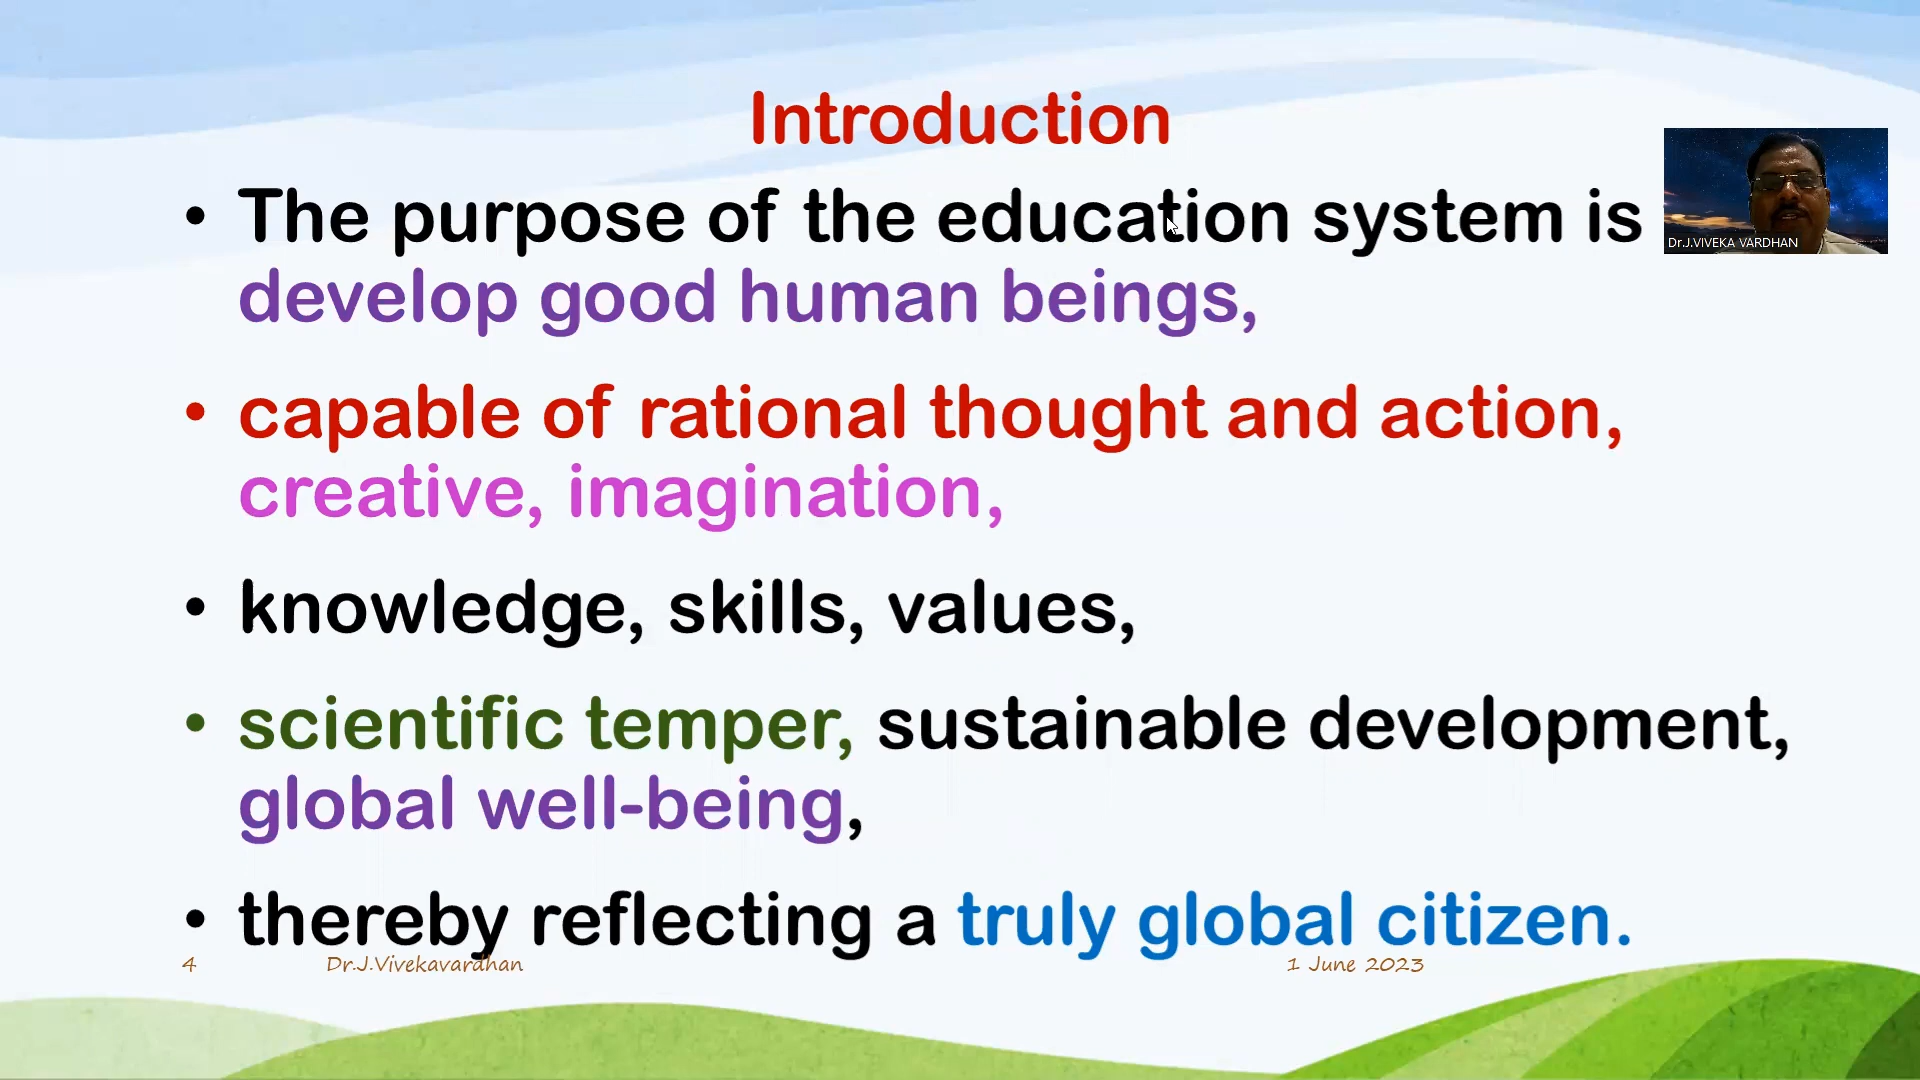 Introduction
• The purpose of the education system is
develop good human beings,
• capable of rational thought and action,
creative, imagination,
• knowledge, skills, values,
• scientific temper, sustainable development,
global well-being,
• thereby reflecting a truly global citizen.
4 Dr.J.Vivekavardhan 1 June 2023
Dr.J.VIVEKA VARDHAN